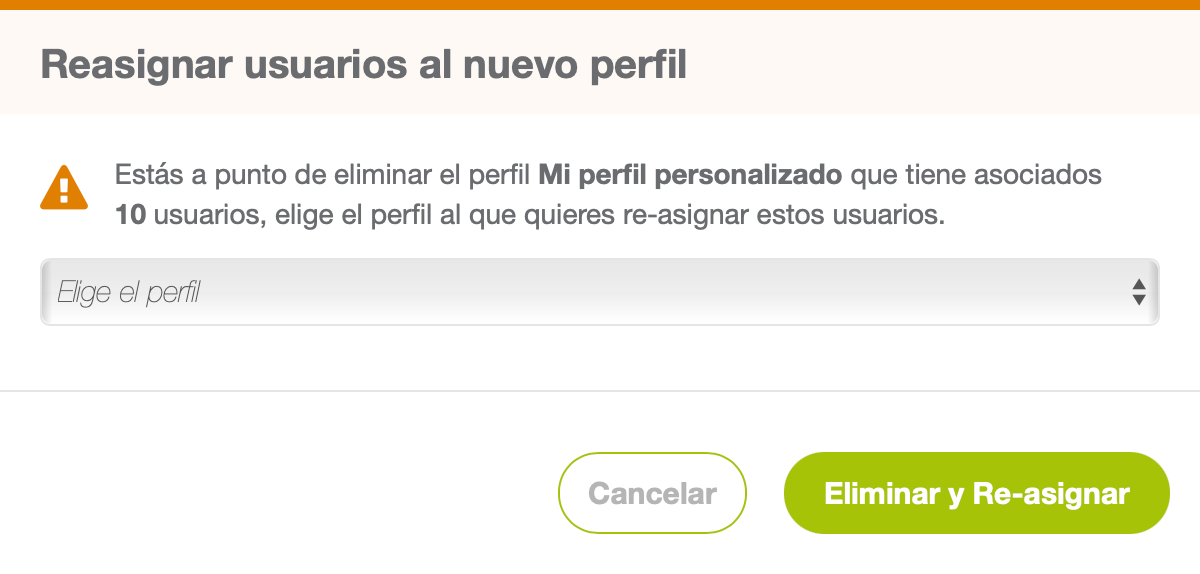 Reasignar usuarios al nuevo perfil
Estás a punto de eliminar el perfil Mi perfil personalizado que tiene asociados
10 usuarios, elige el perfil al que quieres re-asignar estos usuarios.
Elige el perfil
Cancelar
Eliminar y Re-asignar